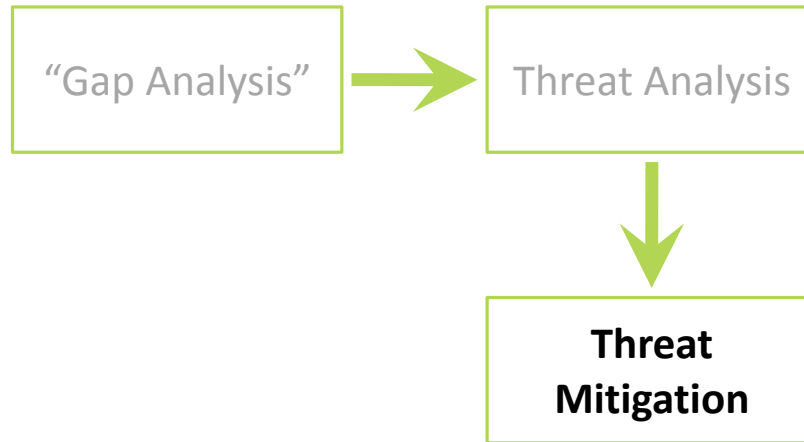 “Gap Analysis”
Threat Analysis
Threat
Mitigation